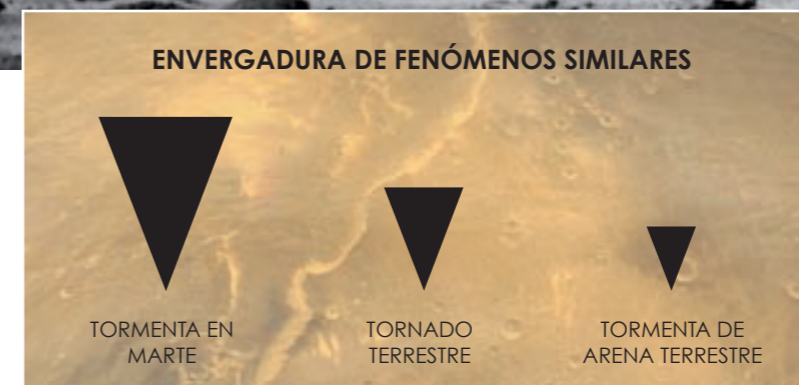 ENVERGADURA DE FENÓMENOS SIMILARES
TORMENTA EN
MARTE
TORNADO
TERRESTRE
TORMENTA DE
ARENA TERRESTRE